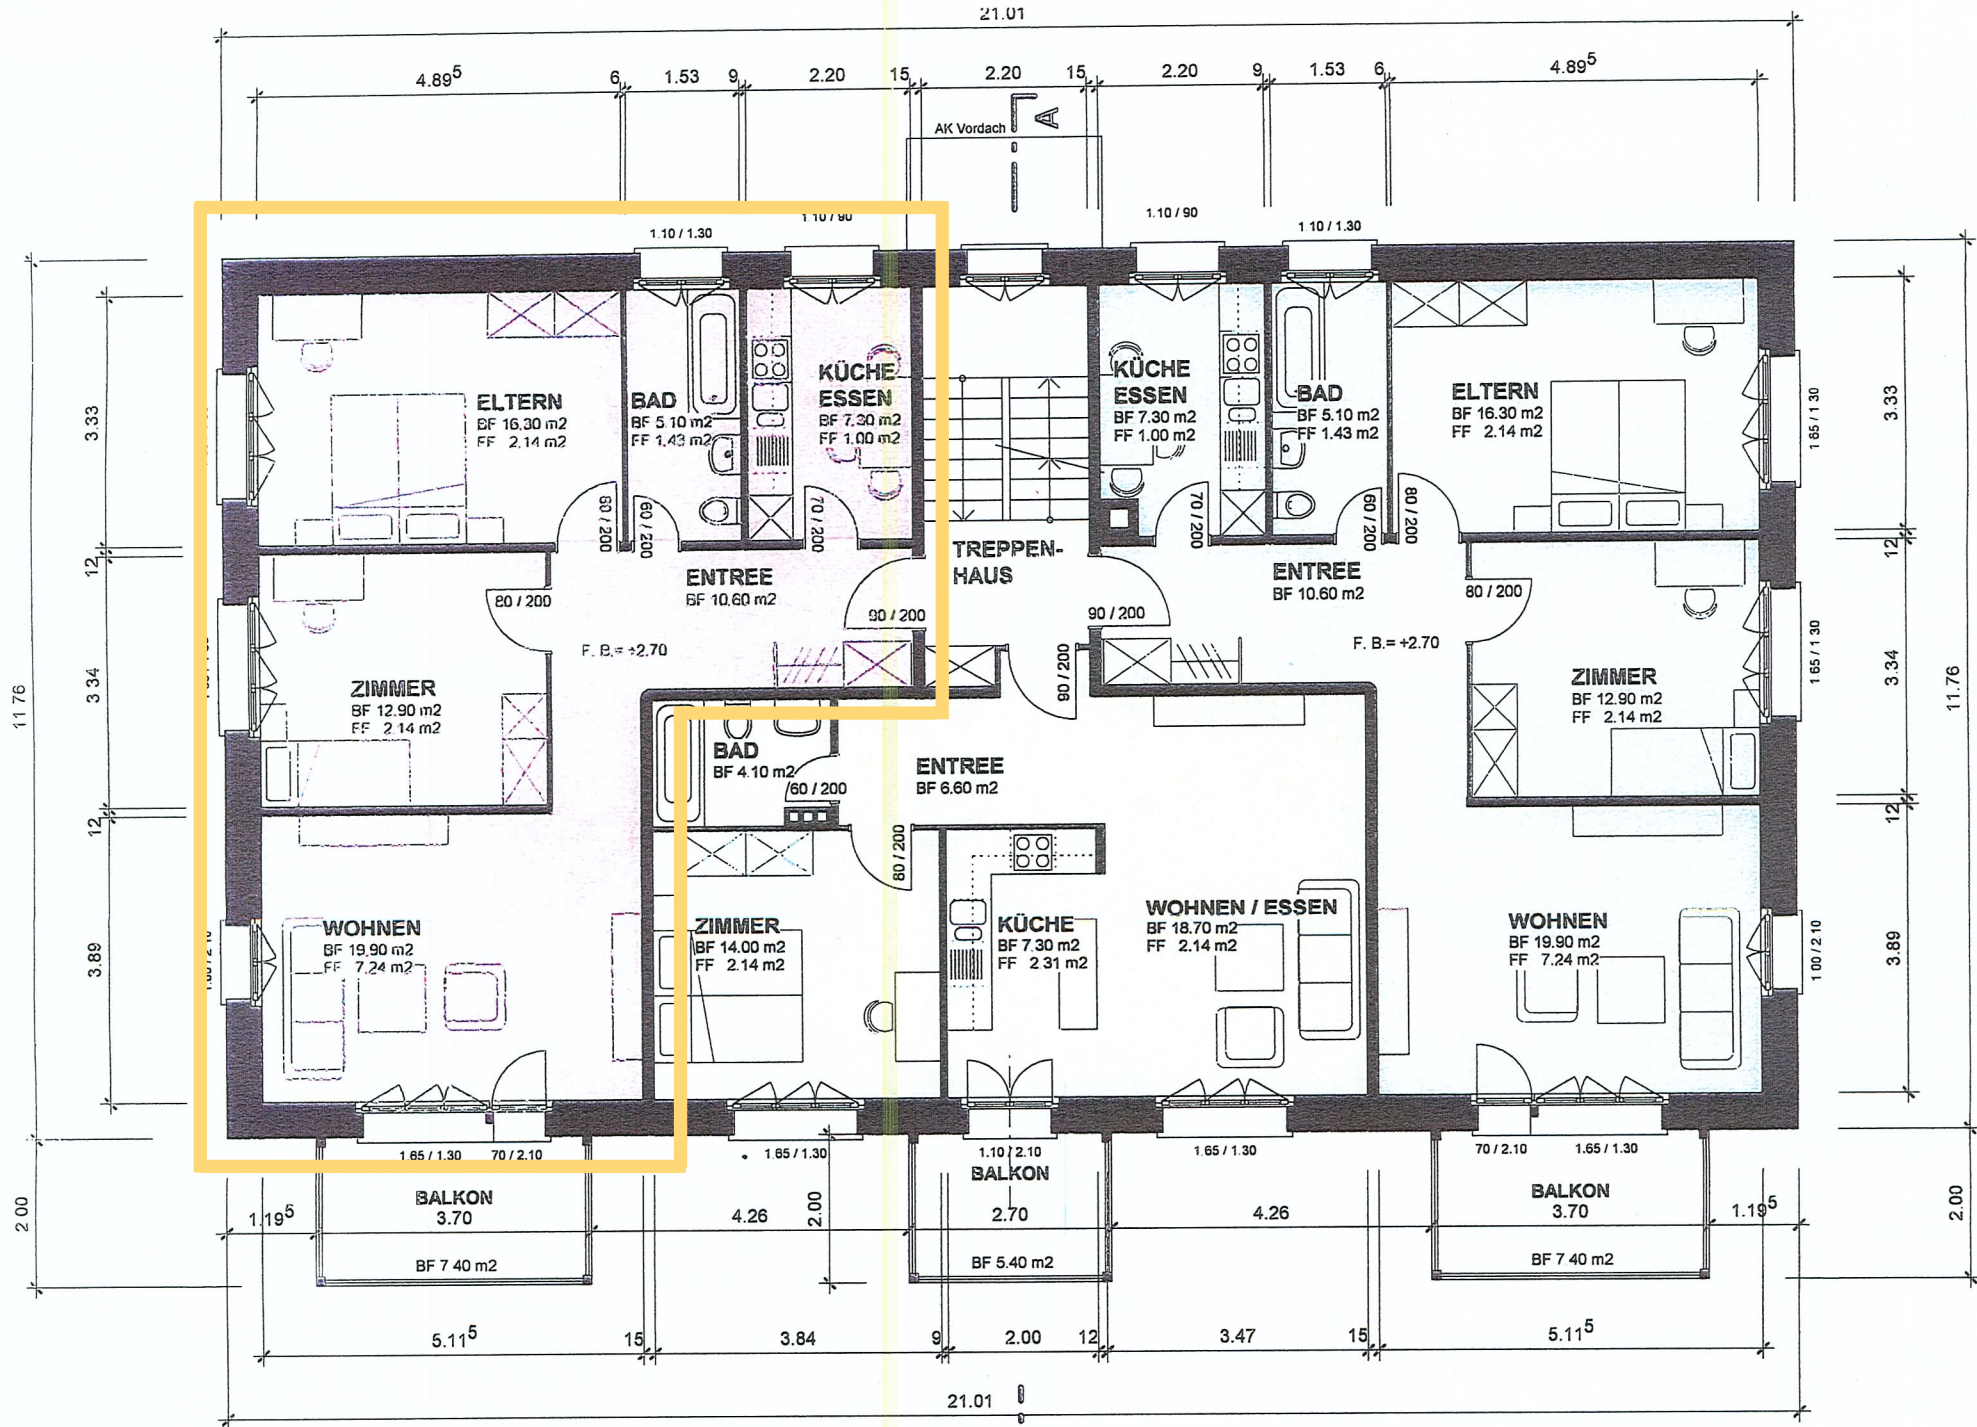 21.01
4.89⁵ 6 1.53 9 2.20 15 2.20 15 2.20 9 1.53 6 4.89⁵
AK Vordach A
1.10 / 1.30 1.10 / 90 1.10 / 90 1.10 / 1.30
ELTERN
BF 16.30 m2
FF 2.14 m2
BAD
BF 5.10 m2
FF 1.43 m2
KÜCHE
ESSEN
BF 7.30 m2
FF 1.00 m2
KÜCHE
ESSEN
BF 7.30 m2
FF 1.00 m2
BAD
BF 5.10 m2
FF 1.43 m2
ELTERN
BF 16.30 m2
FF 2.14 m2
3.33
1 65 / 1 30
3.33
80 / 200
60 / 200
70 / 200
70 / 200
60 / 200
80 / 200
12
12
TREPPEN-
HAUS
ENTREE
BF 10.60 m2
ENTREE
BF 10.60 m2
80 / 200
90 / 200
90 / 200
80 / 200
F. B.= +2.70
F. B.= +2.70
90 / 200
ZIMMER
BF 12.90 m2
FF 2.14 m2
ZIMMER
BF 12.90 m2
FF 2.14 m2
11 76
3 34
1 65 / 1 30
3.34
11.76
BAD
BF 4.10 m2
60 / 200
ENTREE
BF 6.60 m2
12
12
80 / 200
WOHNEN
BF 19.90 m2
FF 7.24 m2
ZIMMER
BF 14.00 m2
FF 2.14 m2
KÜCHE
BF 7.30 m2
FF 2 31 m2
WOHNEN / ESSEN
BF 18.70 m2
FF 2.14 m2
WOHNEN
BF 19.90 m2
FF 7.24 m2
3.89
1 00 / 2 10
3.89
1.65 / 1.30 70 / 2.10 1.65 / 1.30 1.10 / 2.10 1.65 / 1.30 70 / 2.10 1.65 / 1.30
BALKON
3.70
BF 7 40 m2
BALKON
2.70
BF 5.40 m2
BALKON
3.70
BF 7 40 m2
2 00
1.19⁵ 4.26 2.00 4.26 1.19⁵
2.00
5.11⁵ 15 3.84 9 2.00 12 3.47 15 5.11⁵
21.01